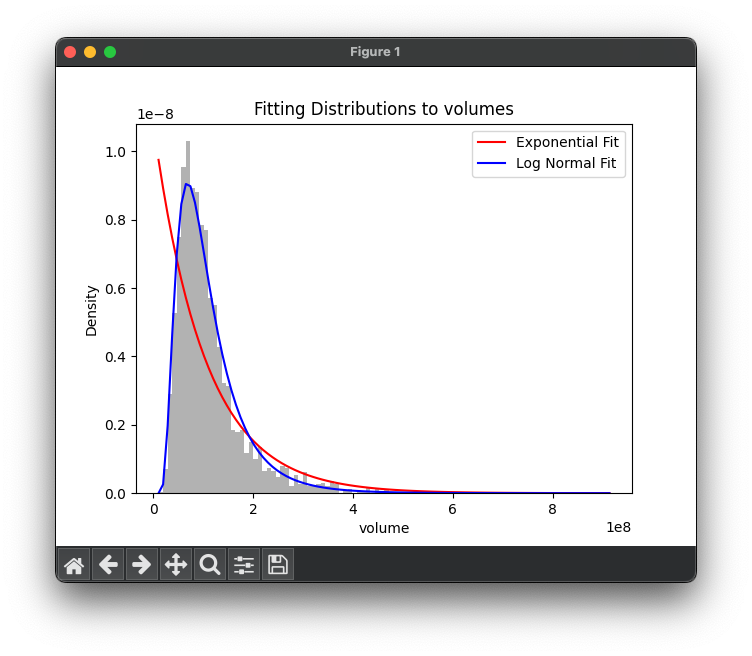 Figure 1
Fitting Distributions to volumes
1e−8
Exponential Fit
Log Normal Fit
1.0
0.8
0.6
0.4
0.2
0.0
Density
0 2 4 6 8
volume
1e8